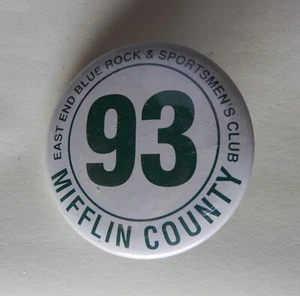 EAST END BLUE ROCK & SPORTSMEN'S CLUB
93
MIFFLIN COUNTY